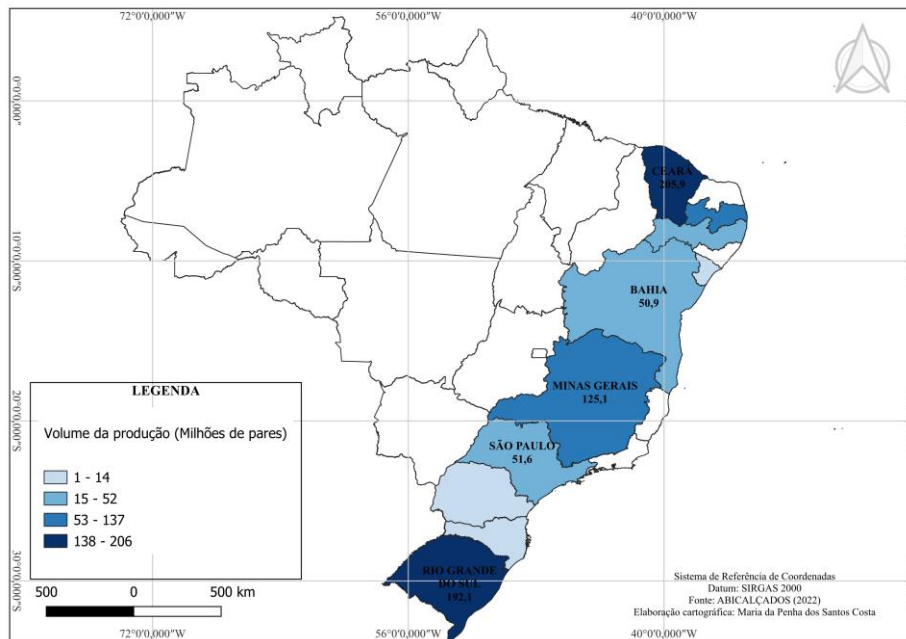 72°0'0,000"W 56°0'0,000"W 40°0'0,000"W
0°0'0,000"
CEARÁ
205,9
10°0'0,000"S
BAHIA
50,9
MINAS GERAIS
125,1
20°0'0,000"S
SÃO PAULO
51,6
RIO GRANDE
DO SUL
192,1
30°0'0,000"S
LEGENDA
Volume da produção (Milhões de pares)
1 - 14
15 - 52
53 - 137
138 - 206
500 0 500 km
Sistema de Referência de Coordenadas
Datum: SIRGAS 2000
Fonte: ABICALÇADOS (2022)
Elaboração cartográfica: Maria da Penha dos Santos Costa
72°0'0,000"W 56°0'0,000"W 40°0'0,000"W